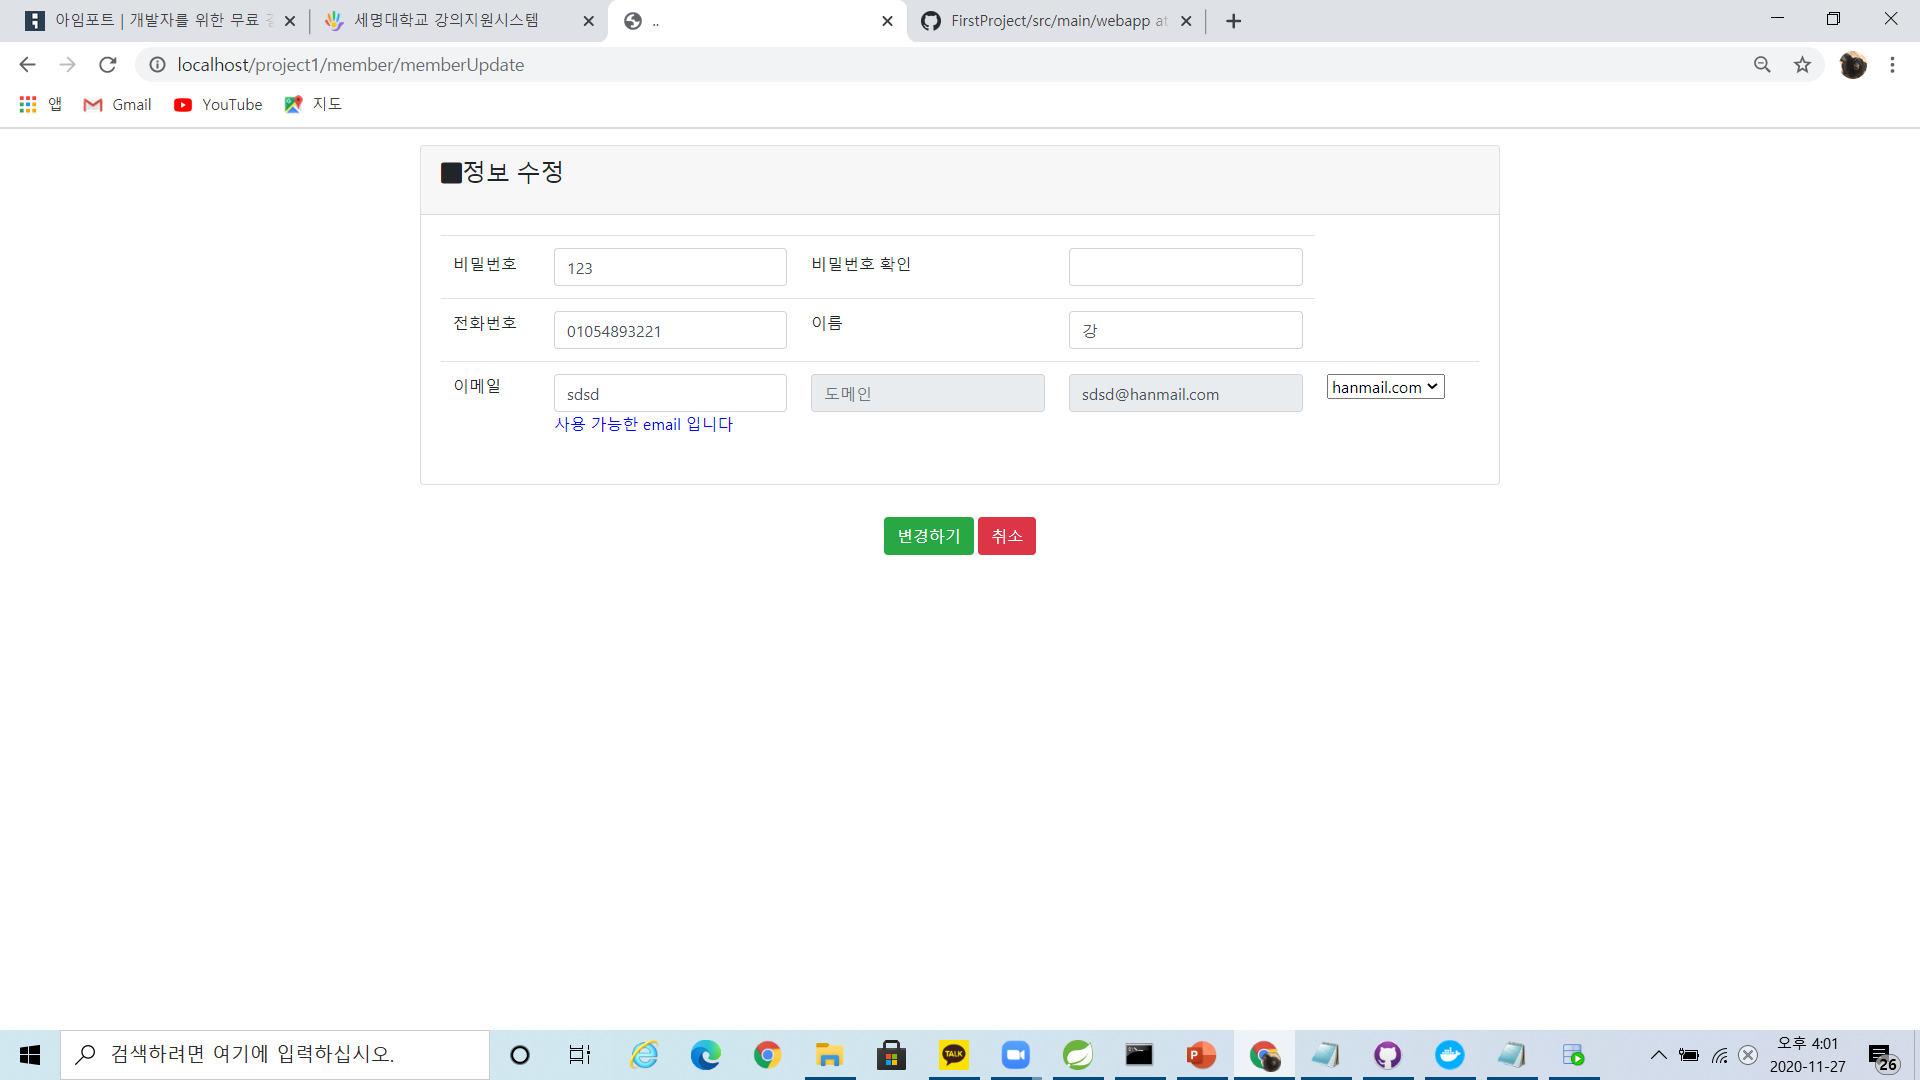 아임포트 | 개발자를 위한 무료
세명대학교 강의지원시스템
..
FirstProject/src/main/webapp at
localhost/project1/member/memberUpdate
앱 Gmail YouTube 지도
■정보 수정
비밀번호 123 비밀번호 확인
전화번호 01054893221 이름 강
이메일 sdsd 도메인 sdsd@hanmail.com hanmail.com
사용 가능한 email 입니다
변경하기 취소
검색하려면 여기에 입력하십시오.
TALK
P
오후 4:01
2020-11-27
26